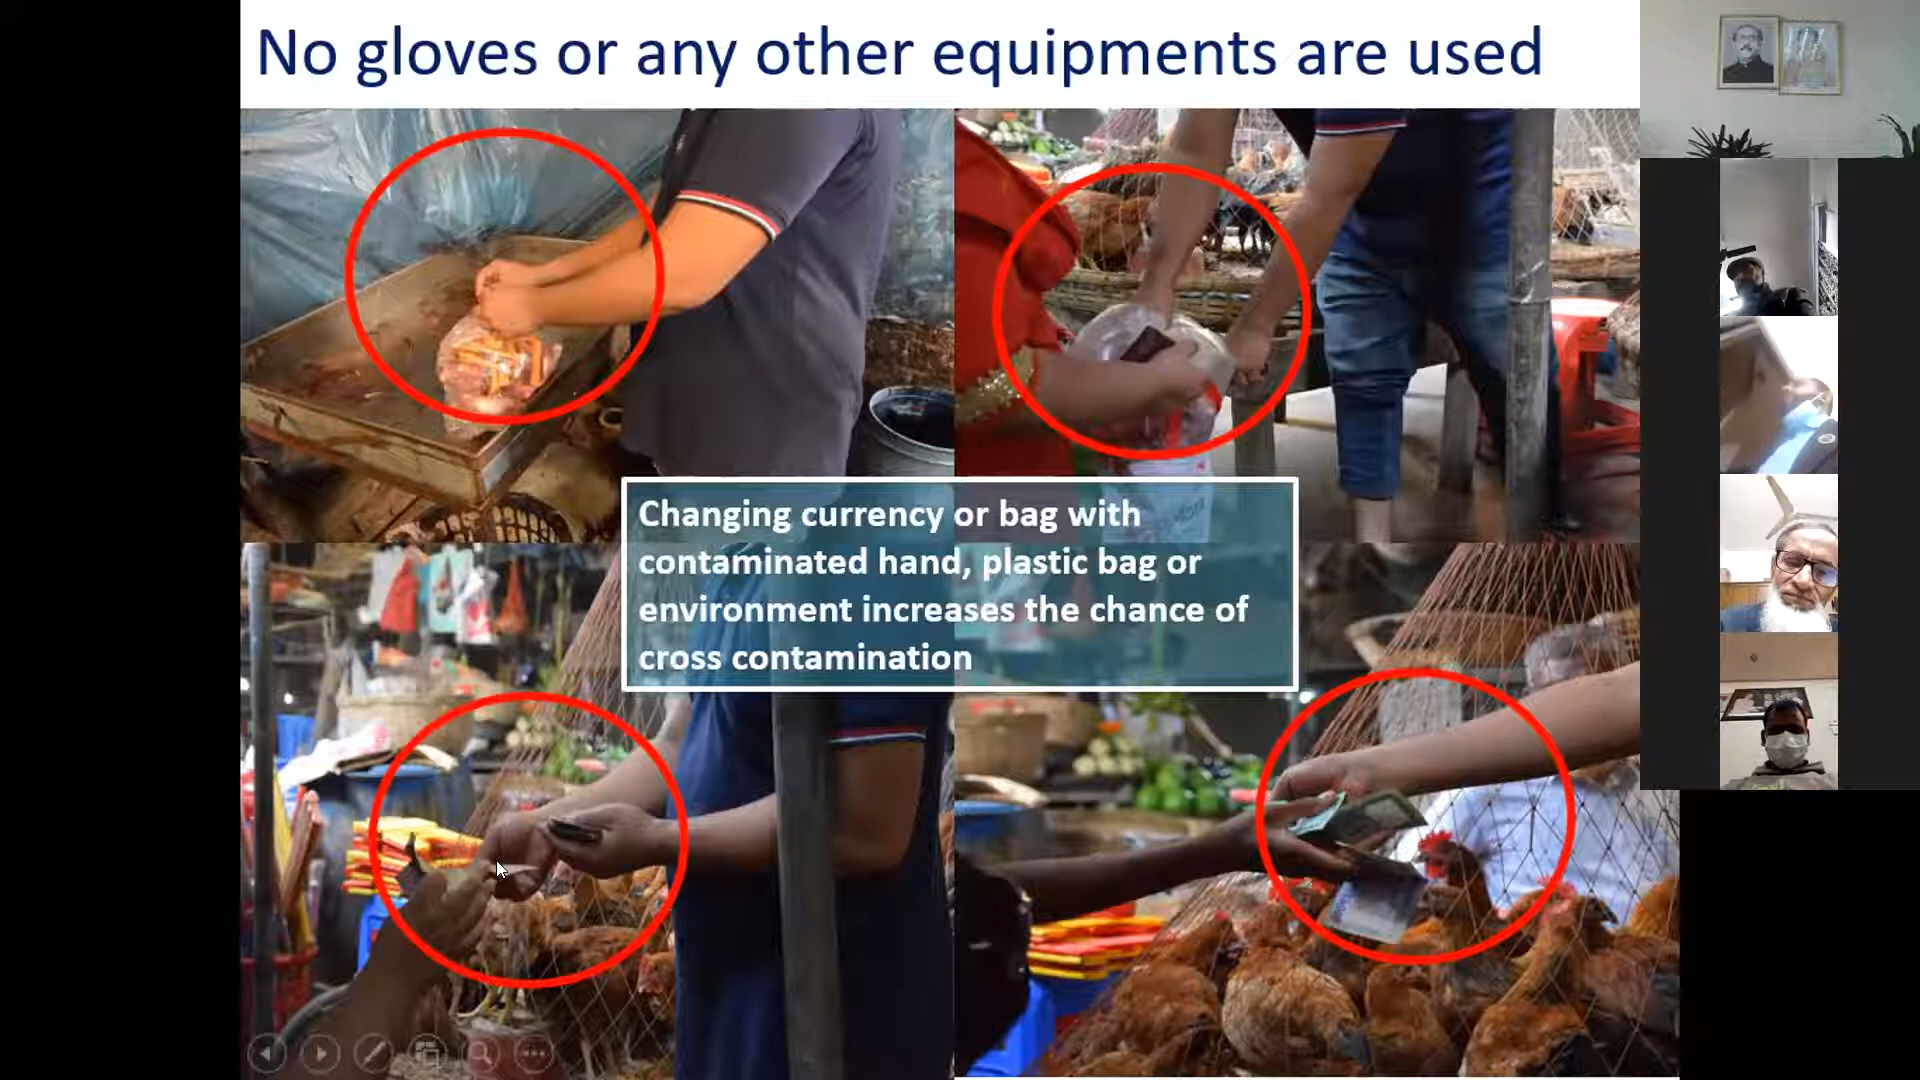 No gloves or any other equipments are used
Changing currency or bag with
contaminated hand, plastic bag or
environment increases the chance of
cross contamination